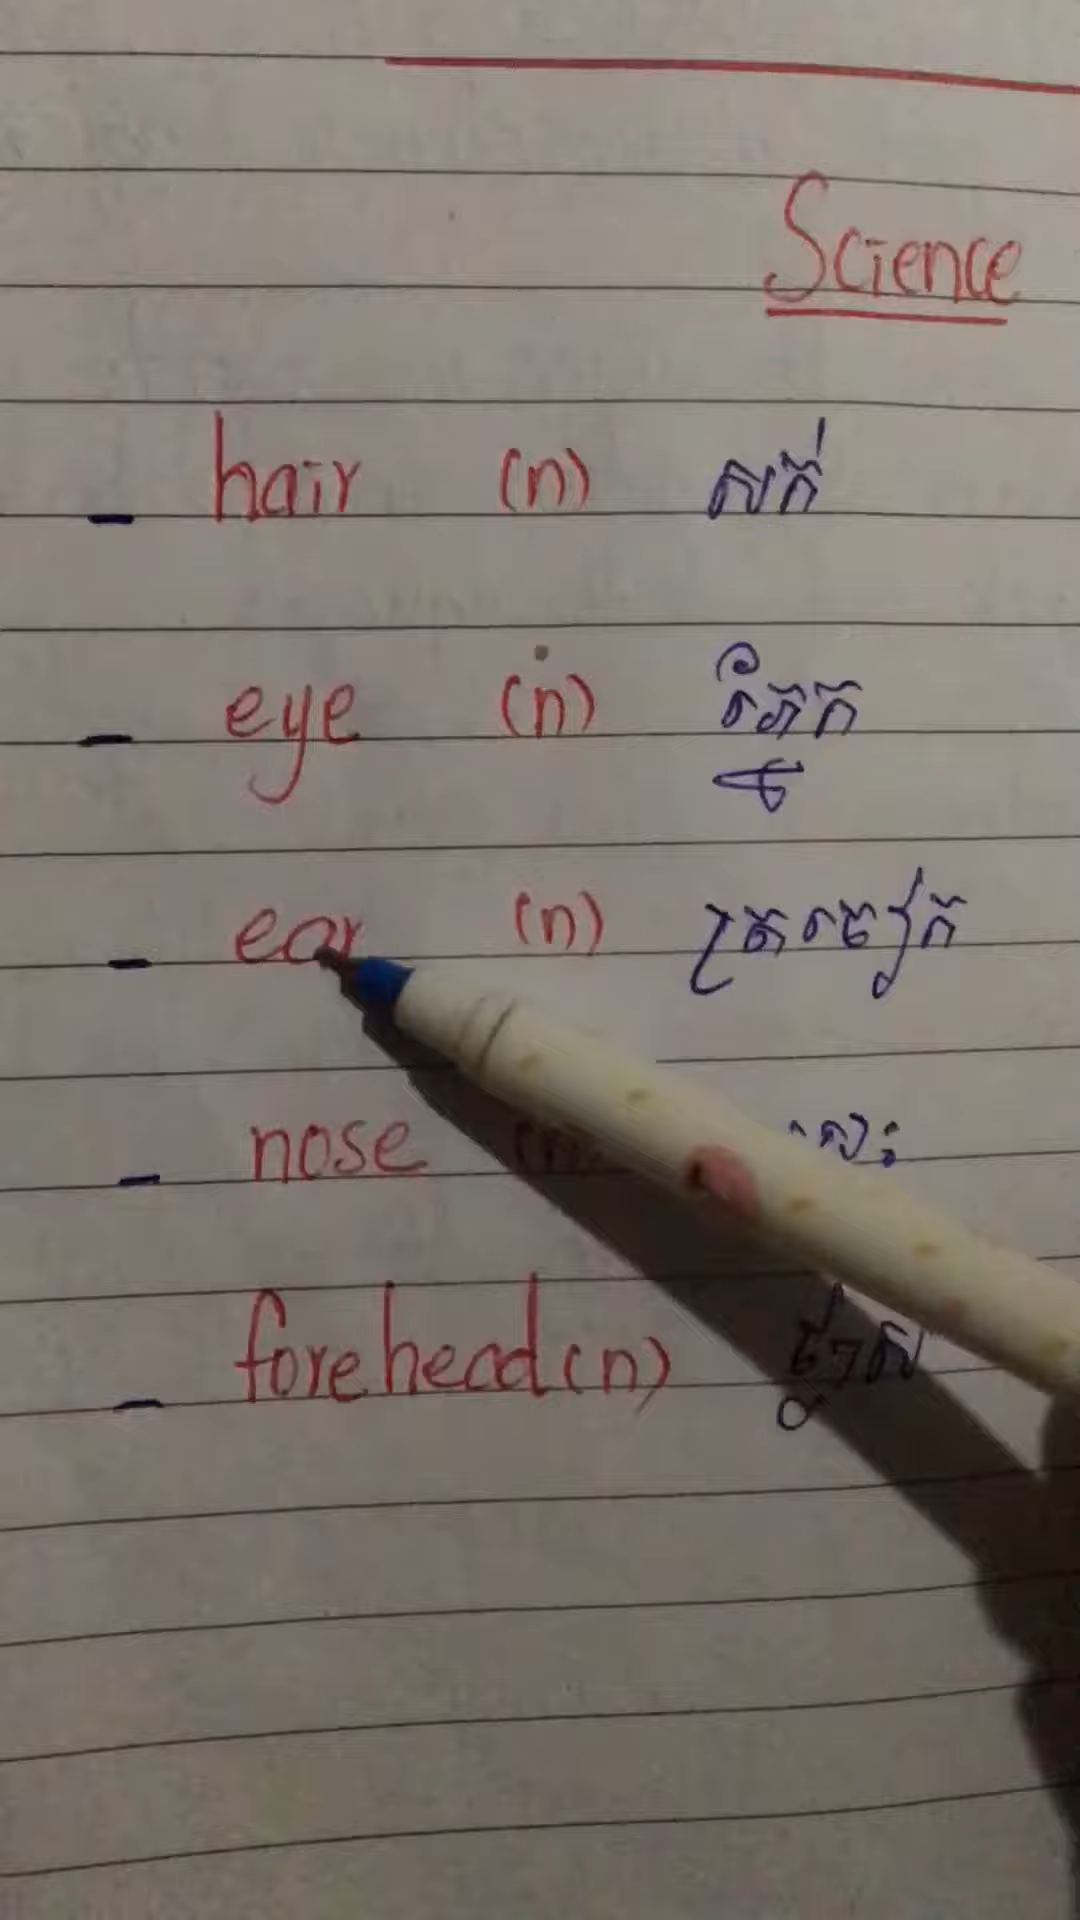 Science
- hair (n) សក់
- eye (n) ភ្នែក
- ear (n) ត្រចៀក
- nose
- forehead (n) ថ្ងាស